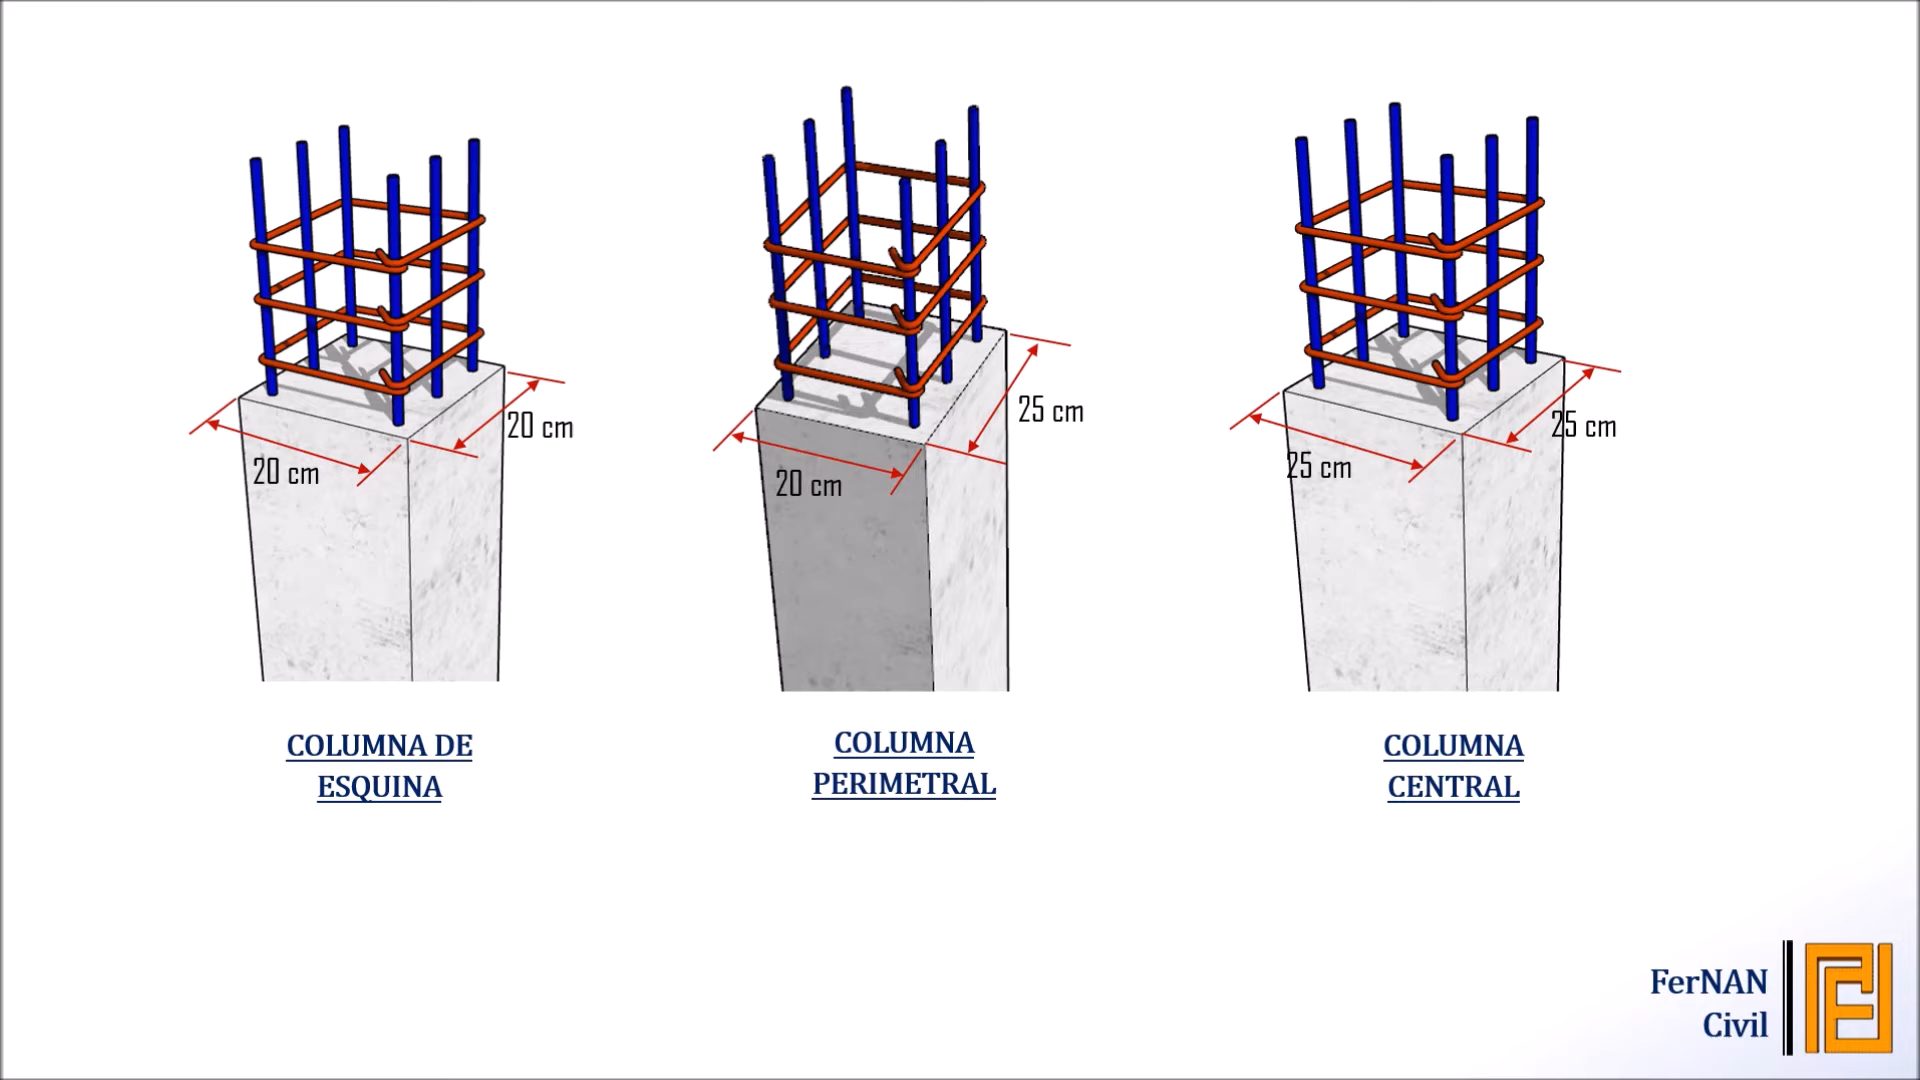 20 cm
20 cm
COLUMNA DE
ESQUINA
25 cm
20 cm
COLUMNA
PERIMETRAL
25 cm
25 cm
COLUMNA
CENTRAL
FerNAN
Civil